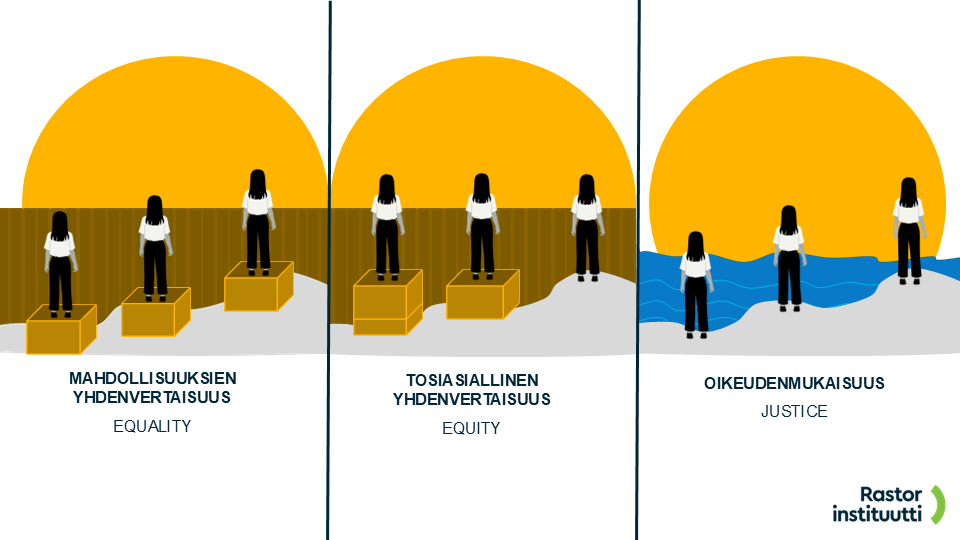 MAHDOLLISUUKSIEN
YHDENVERTAISUUS
EQUALITY
TOSIASIALLINEN
YHDENVERTAISUUS
EQUITY
OIKEUDENMUKAISUUS
JUSTICE
Rastor
instituutti